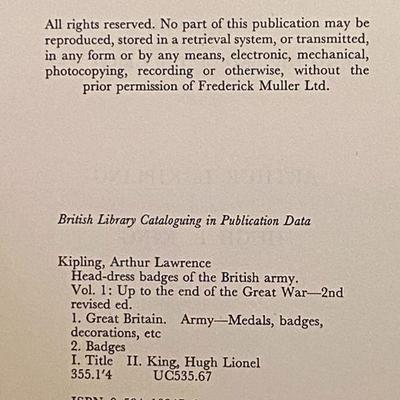 All rights reserved. No part of this publication may be
reproduced, stored in a retrieval system, or transmitted,
in any form or by any means, electronic, mechanical,
photocopying, recording or otherwise, without the
prior permission of Frederick Muller Ltd.
British Library Cataloguing in Publication Data
Kipling, Arthur Lawrence
Head-dress badges of the British army.
Vol. 1: Up to the end of the Great War—2nd
revised ed.
1. Great Britain. Army—Medals, badges,
decorations, etc
2. Badges
I. Title II. King, Hugh Lionel
355.1'4 UC535.67